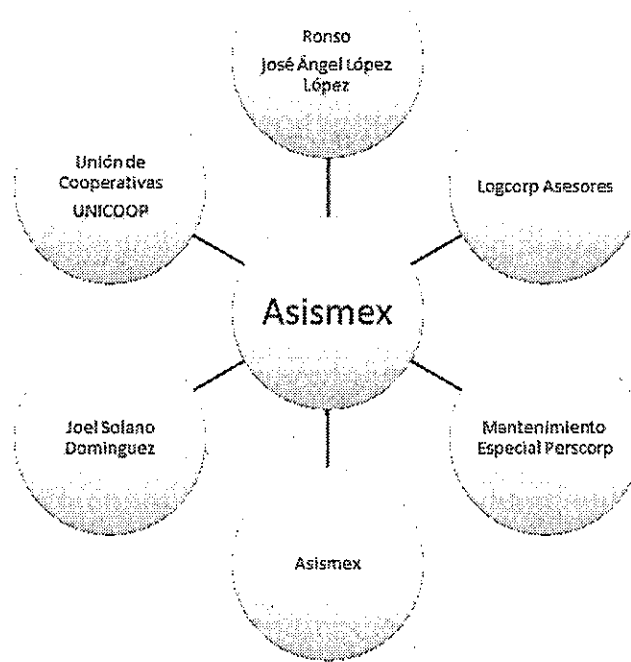 Ronso
José Ángel López
López
Unión de
Cooperativas
UNICOOP
Logcorp Asesores
Asismex
Joel Solano
Dominguez
Mantenimiento
Especial Perscorp
Asismex